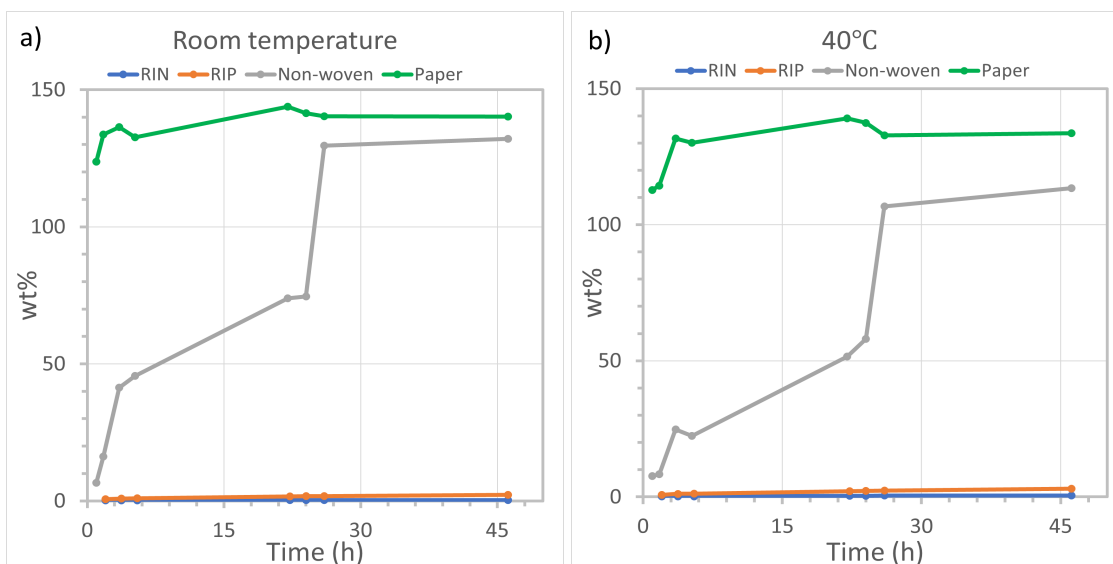 a)
Room temperature
RIN RIP Non-woven Paper
150
100
50
0
wt%
0 15 30 45
Time (h)
b)
40℃
RIN RIP Non-woven Paper
150
100
50
0
wt%
0 15 30 45
Time (h)